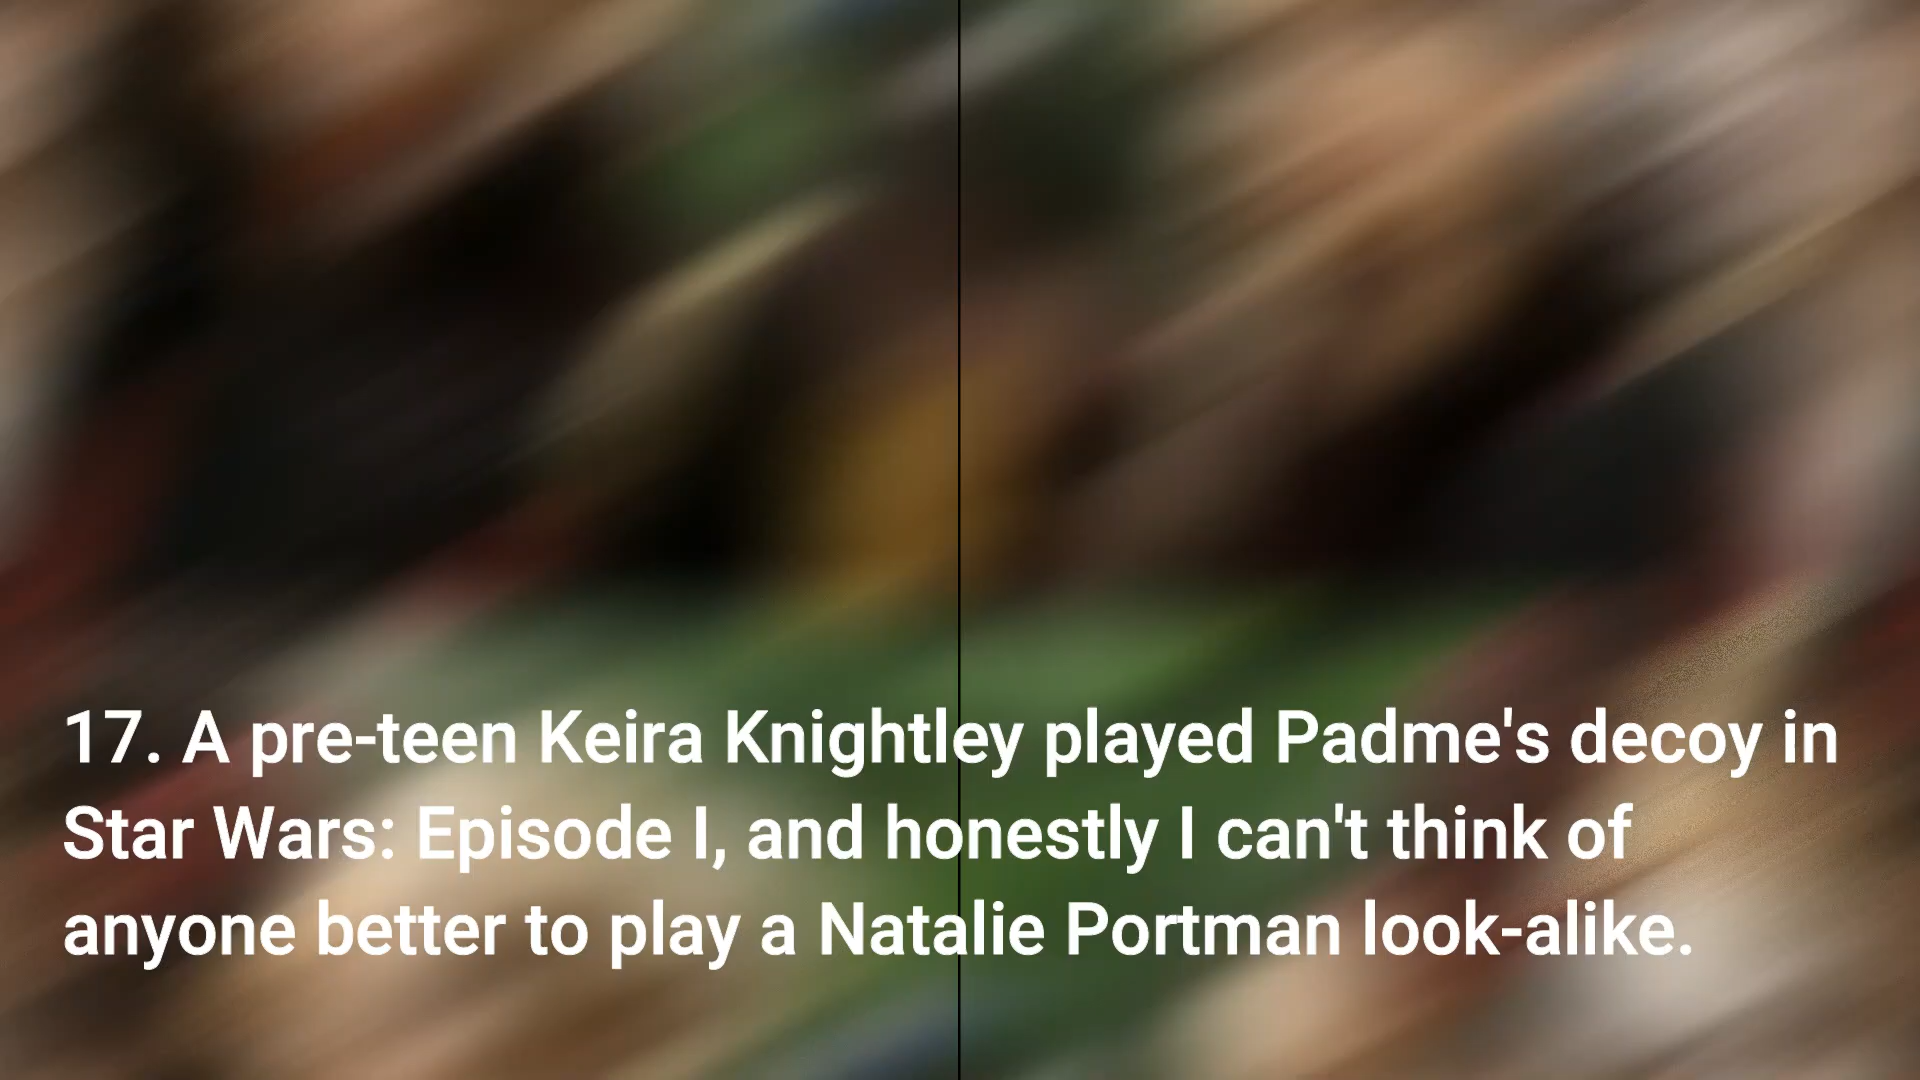 17. A pre-teen Keira Knightley played Padme's decoy in
Star Wars: Episode I, and honestly I can't think of
anyone better to play a Natalie Portman look-alike.